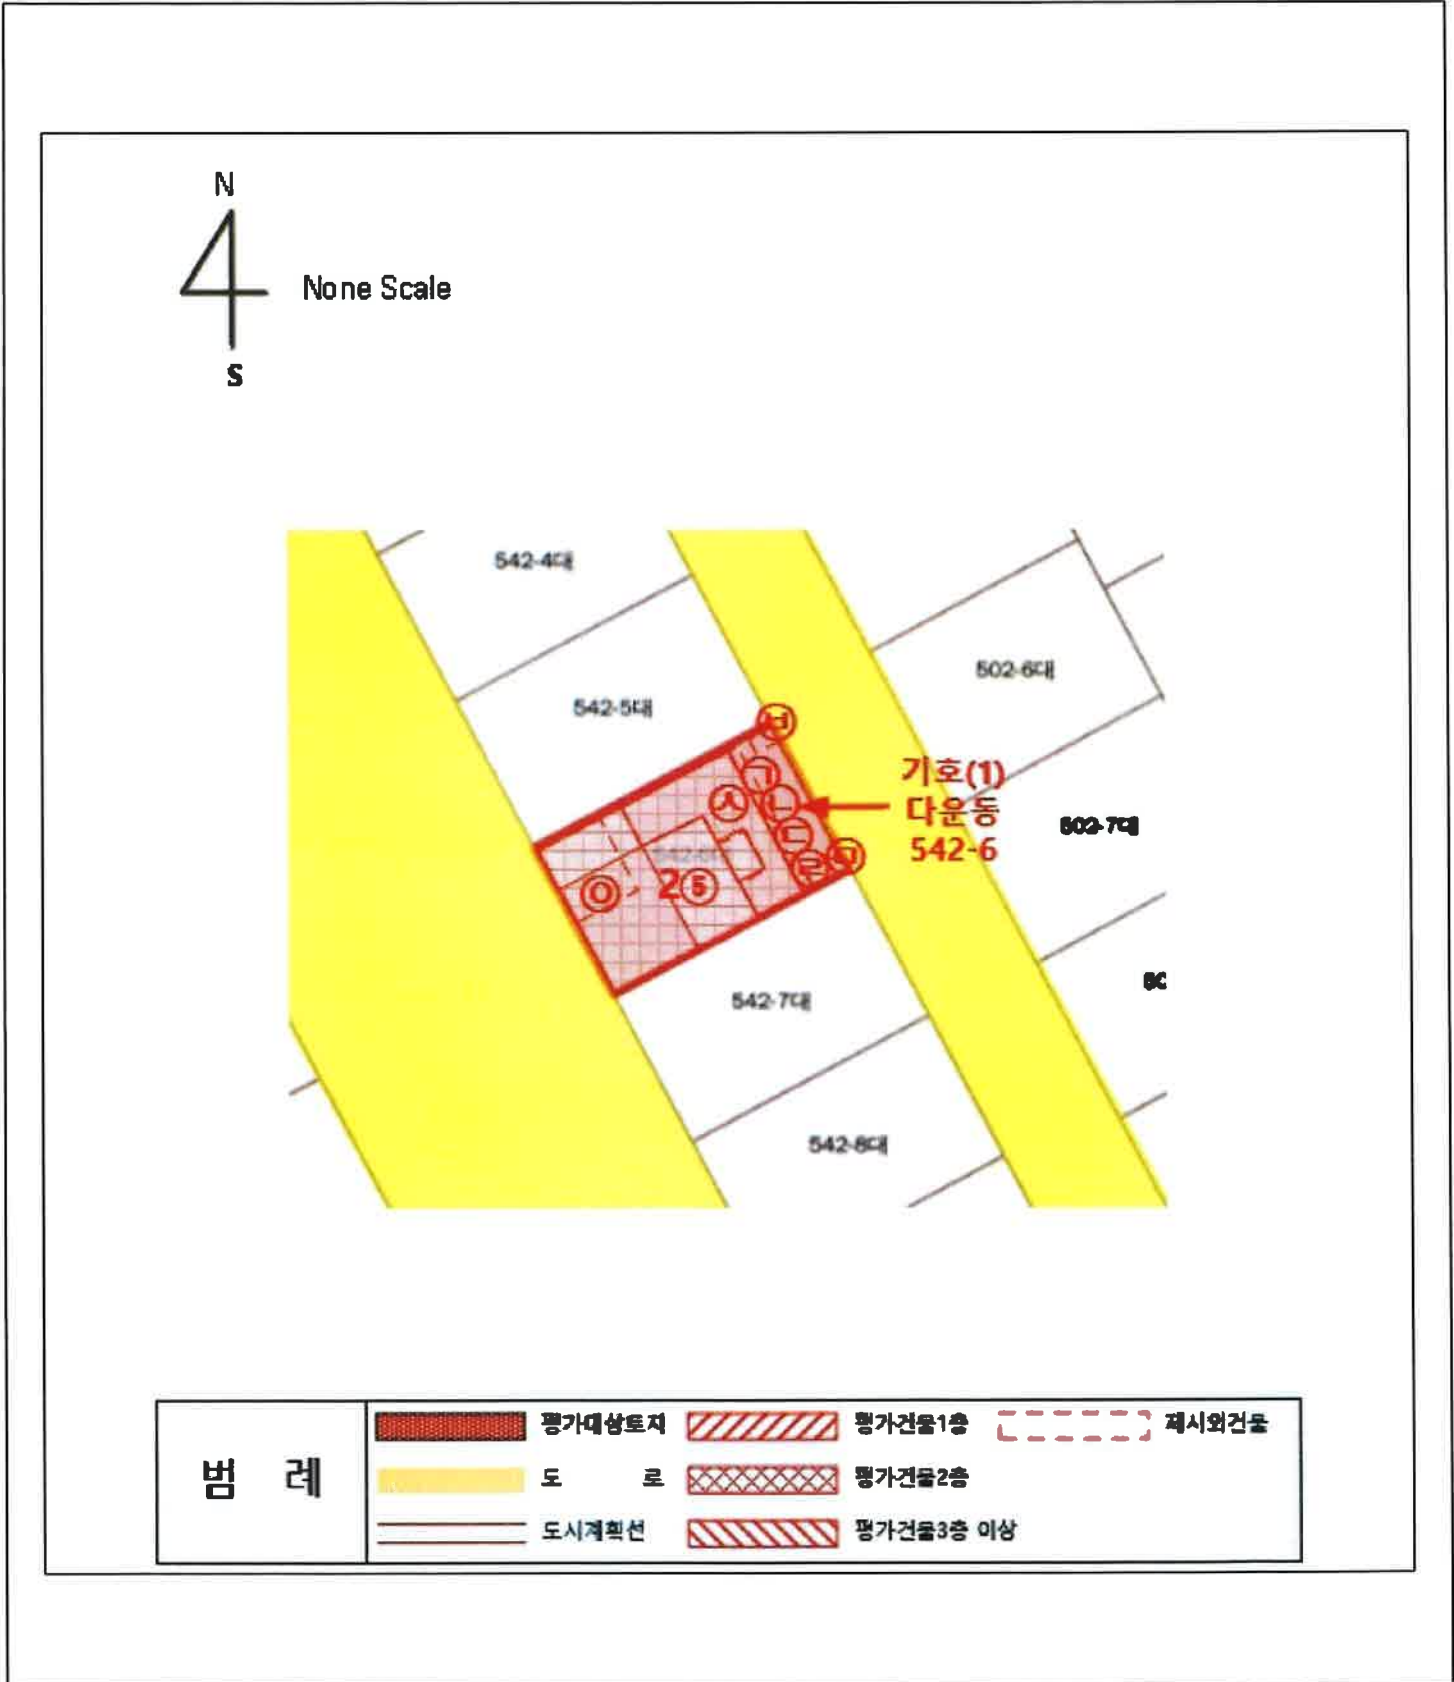 N
None Scale
S
542-4대
502-6대
542-5대
ㅂ
ㄱ
기호(1)
ㅅ
ㄴ
다운동
502-7대
ㄷ
542-6
ㄹ
ㅁ
ㅇ
2
542-7대
542-8대
범 례
평가대상토지
평가건물1층
제시외건물
도 로
평가건물2층
도시계획선
평가건물3층 이상